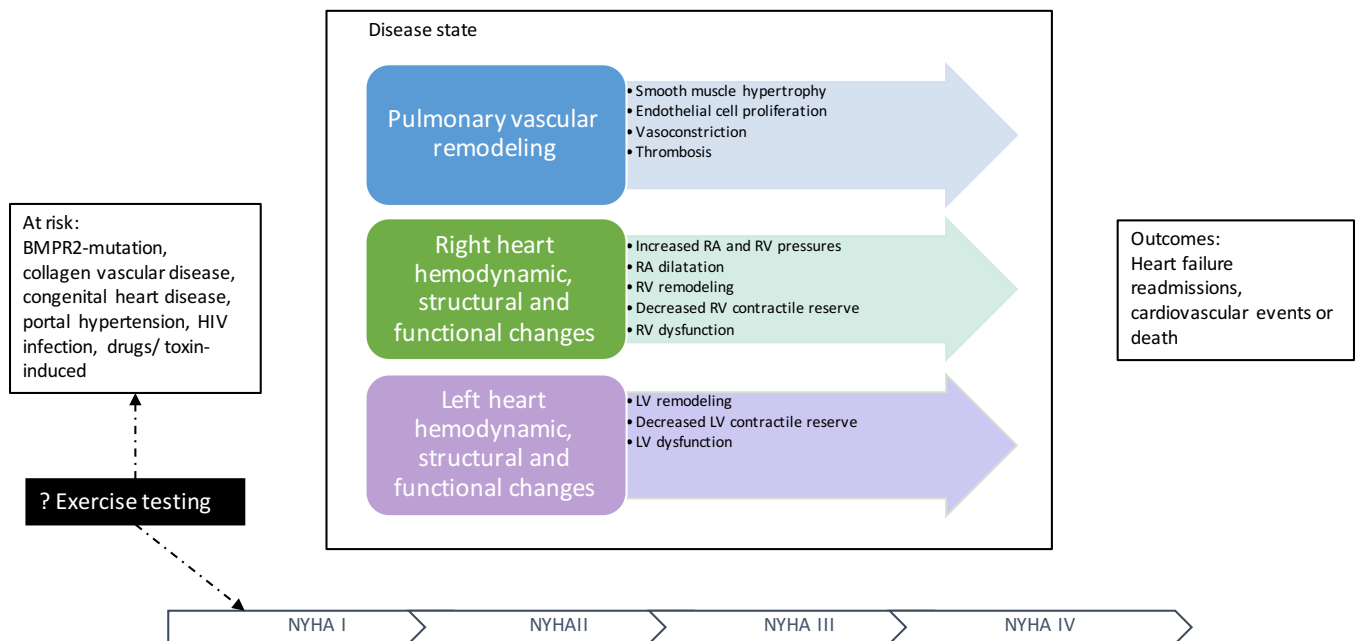 Disease state
Pulmonary vascular
remodeling
• Smooth muscle hypertrophy
• Endothelial cell proliferation
• Vasoconstriction
• Thrombosis
At risk:
BMPR2-mutation,
collagen vascular disease,
congenital heart disease,
portal hypertension, HIV
infection, drugs/ toxin-
induced
Right heart
hemodynamic,
structural and
functional changes
• Increased RA and RV pressures
• RA dilatation
• RV remodeling
• Decreased RV contractile reserve
• RV dysfunction
Outcomes:
Heart failure
readmissions,
cardiovascular events or
death
Left heart
hemodynamic,
structural and
functional changes
• LV remodeling
• Decreased LV contractile reserve
• LV dysfunction
? Exercise testing
NYHA I
NYHAII
NYHA III
NYHA IV